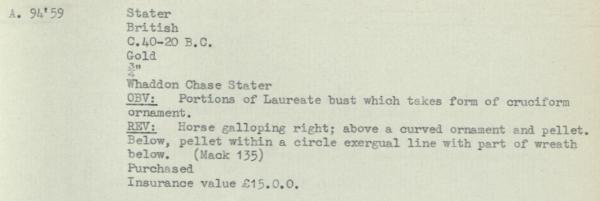 A. 94'59 Stater
British
C.40-20 B.C.
Gold
¾"
Whaddon Chase Stater
OBV: Portions of Laureate bust which takes form of cruciform
ornament.
REV: Horse galloping right; above a curved ornament and pellet.
Below, pellet within a circle exergual line with part of wreath
below. (Mack 135)
Purchased
Insurance value £15.0.0.